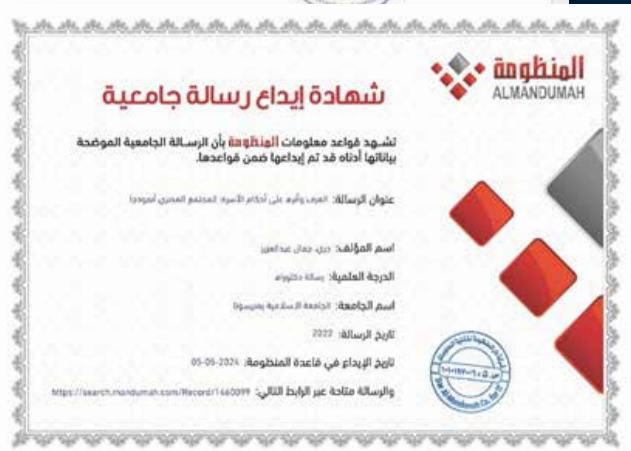 المنظومة
ALMANDUMAH
شهادة إيداع رسالة جامعية
تشهد قواعد معلومات المنظومة بأن الرسالة الجامعية الموضحة
بياناتها أدناه قد تم إيداعها ضمن قواعدها.
عنوان الرسالة: العرف وأثره على أحكام الأسرة: المجتمع المصري أنموذجا
اسم المؤلف: جمال عبدالعزيز
الدرجة العلمية: رسالة دكتوراه
اسم الجامعة: الجامعة الاسلامية بمنيسوتا
تاريخ الرسالة: 2022
تاريخ الإيداع في قاعدة المنظومة: 05-05-2024
والرسالة متاحة عبر الرابط التالي: https://search.mandumah.com/Record/1460099